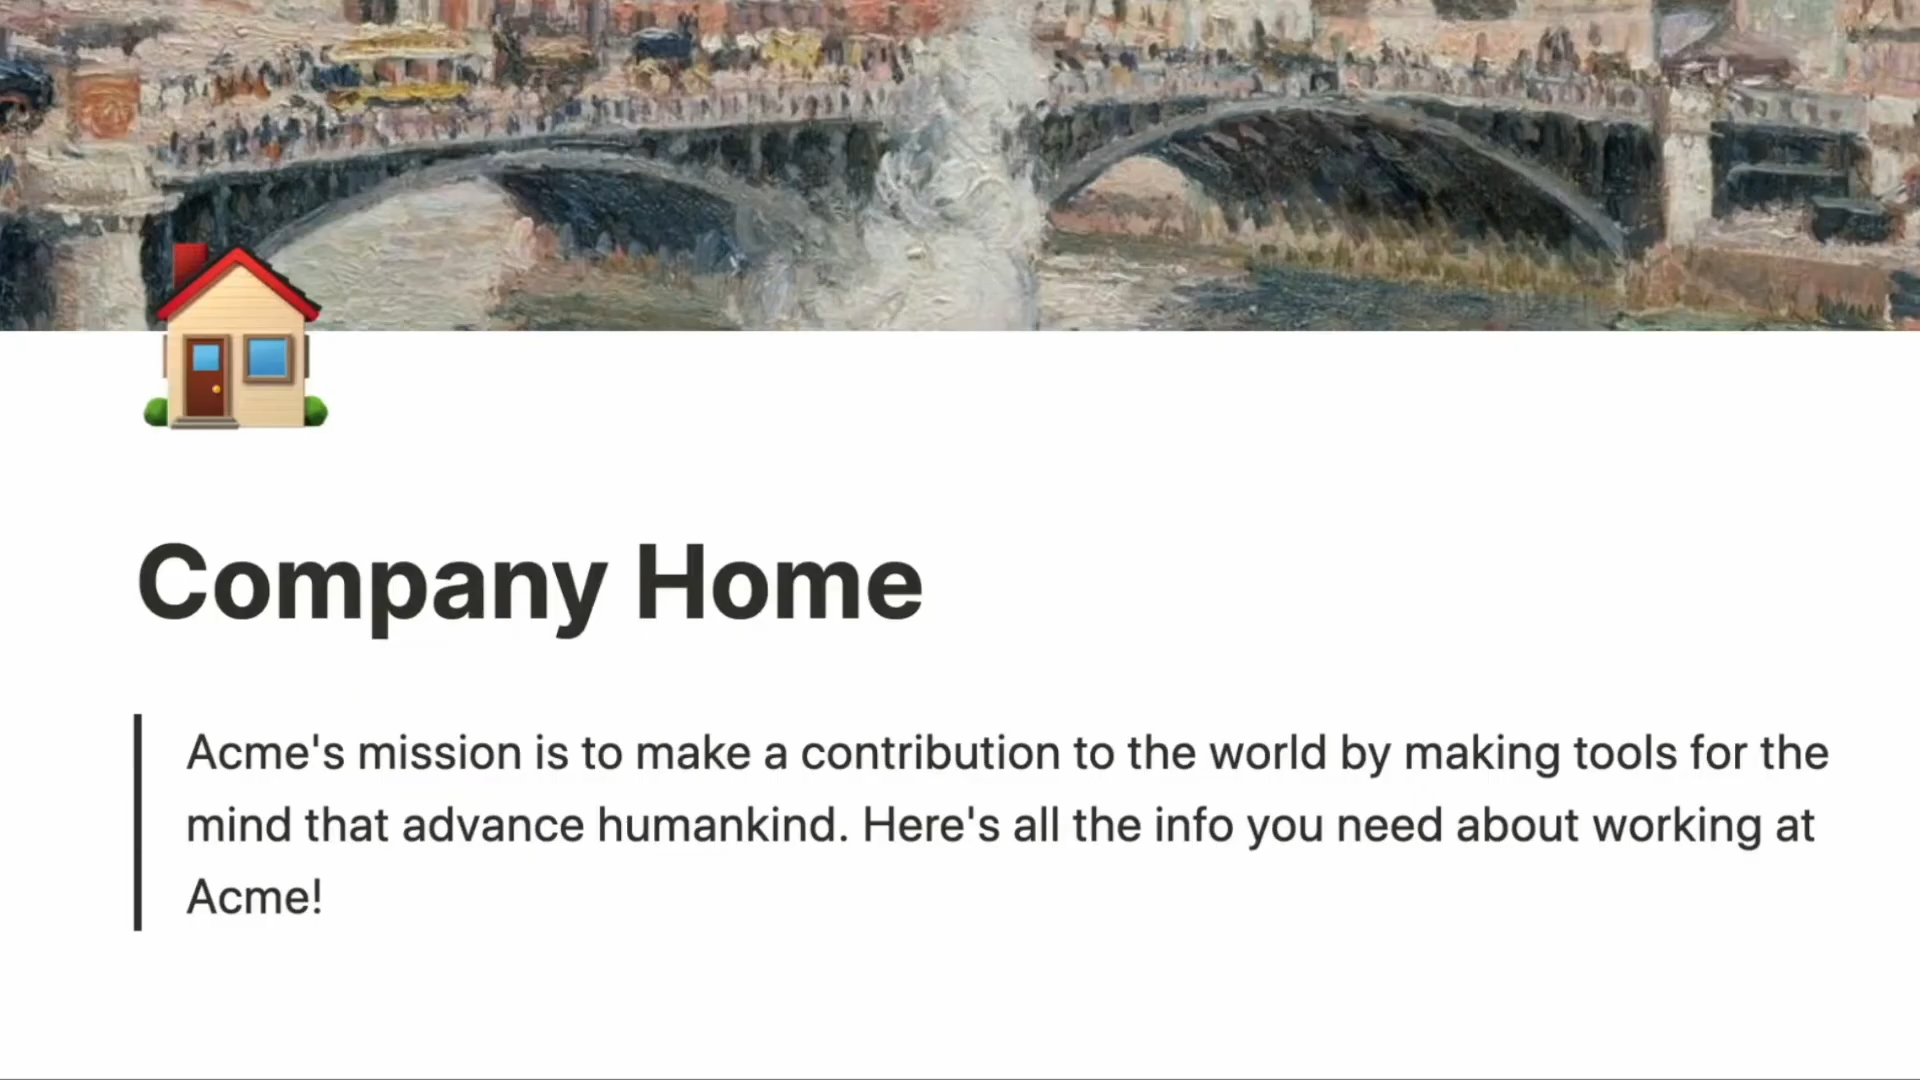 Company Home
Acme's mission is to make a contribution to the world by making tools for the
mind that advance humankind. Here's all the info you need about working at
Acme!